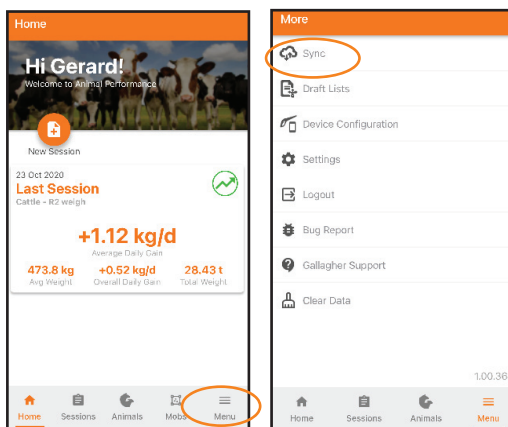 Home
Hi Gerard!
Welcome to Animal Performance
New Session
23 Oct 2020
Last Session
Cattle - R2 weigh
+1.12 kg/d
Average Daily Gain
473.8 kg +0.52 kg/d 28.43 t
Avg Weight Overall Daily Gain Total Weight
Home Sessions Animals Mobs Menu
More
Sync
Draft Lists
Device Configuration
Settings
Logout
Bug Report
Gallagher Support
Clear Data
1.00.36
Home Sessions Animals Menu